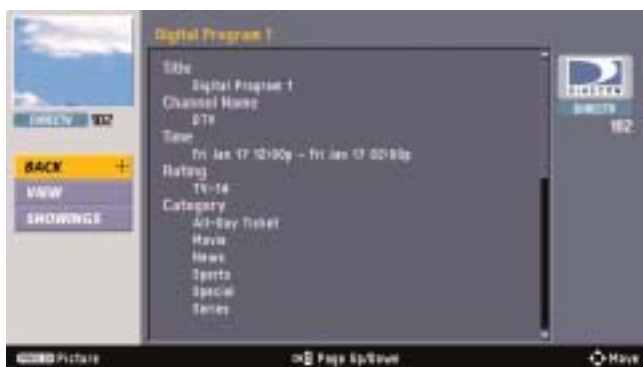 Digital Program 1
Title
Digital Program 1
Channel Name
DTV
Time
Fri Jan 17 12:00p - Fri Jan 17 02:00p
Rating
TV-14
Category
All-Day Ticket
Movie
News
Sports
Special
Series
DIRECTV 102
BACK +
VIEW
SHOWINGS
DIRECTV
DIRECTV
102
Picture
Page Up/Down
Move